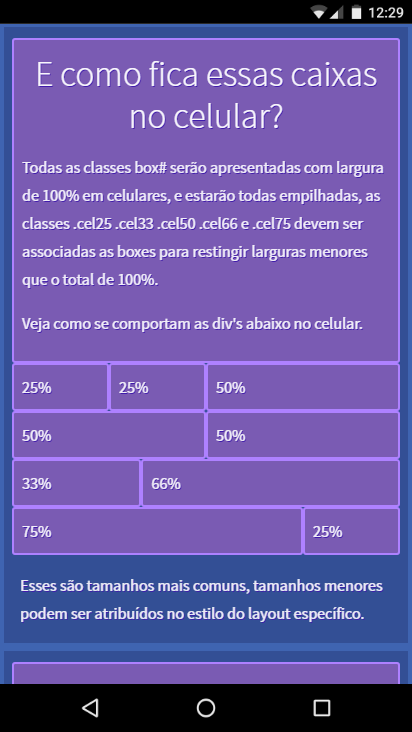 12:29
E como fica essas caixas
no celular?
Todas as classes box# serão apresentadas com largura
de 100% em celulares, e estarão todas empilhadas, as
classes .cel25 .cel33 .cel50 .cel66 e .cel75 devem ser
associadas as boxes para restingir larguras menores
que o total de 100%.
Veja como se comportam as div's abaixo no celular.
25% 25% 50%
50% 50%
33% 66%
75% 25%
Esses são tamanhos mais comuns, tamanhos menores
podem ser atribuídos no estilo do layout específico.